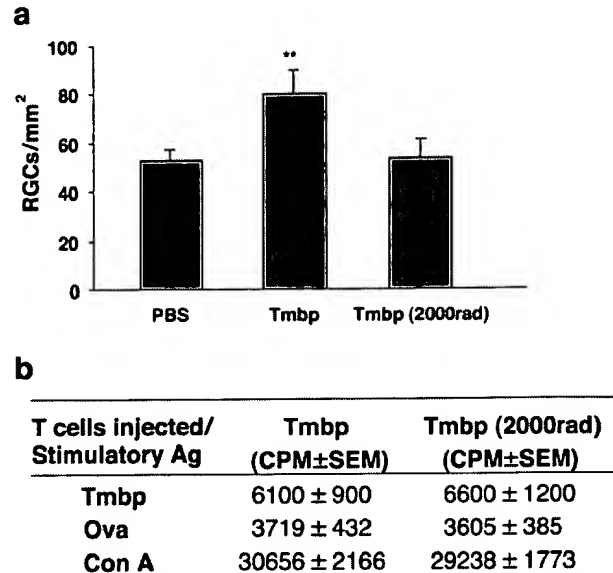 a
100
80
60
40
20
0
RGCs/mm²
**
PBS Tmbp Tmbp (2000rad)
b
T cells injected/ Tmbp Tmbp (2000rad)
Stimulatory Ag (CPM±SEM) (CPM±SEM)
Tmbp 6100 ± 900 6600 ± 1200
Ova 3719 ± 432 3605 ± 385
Con A 30656 ± 2166 29238 ± 1773